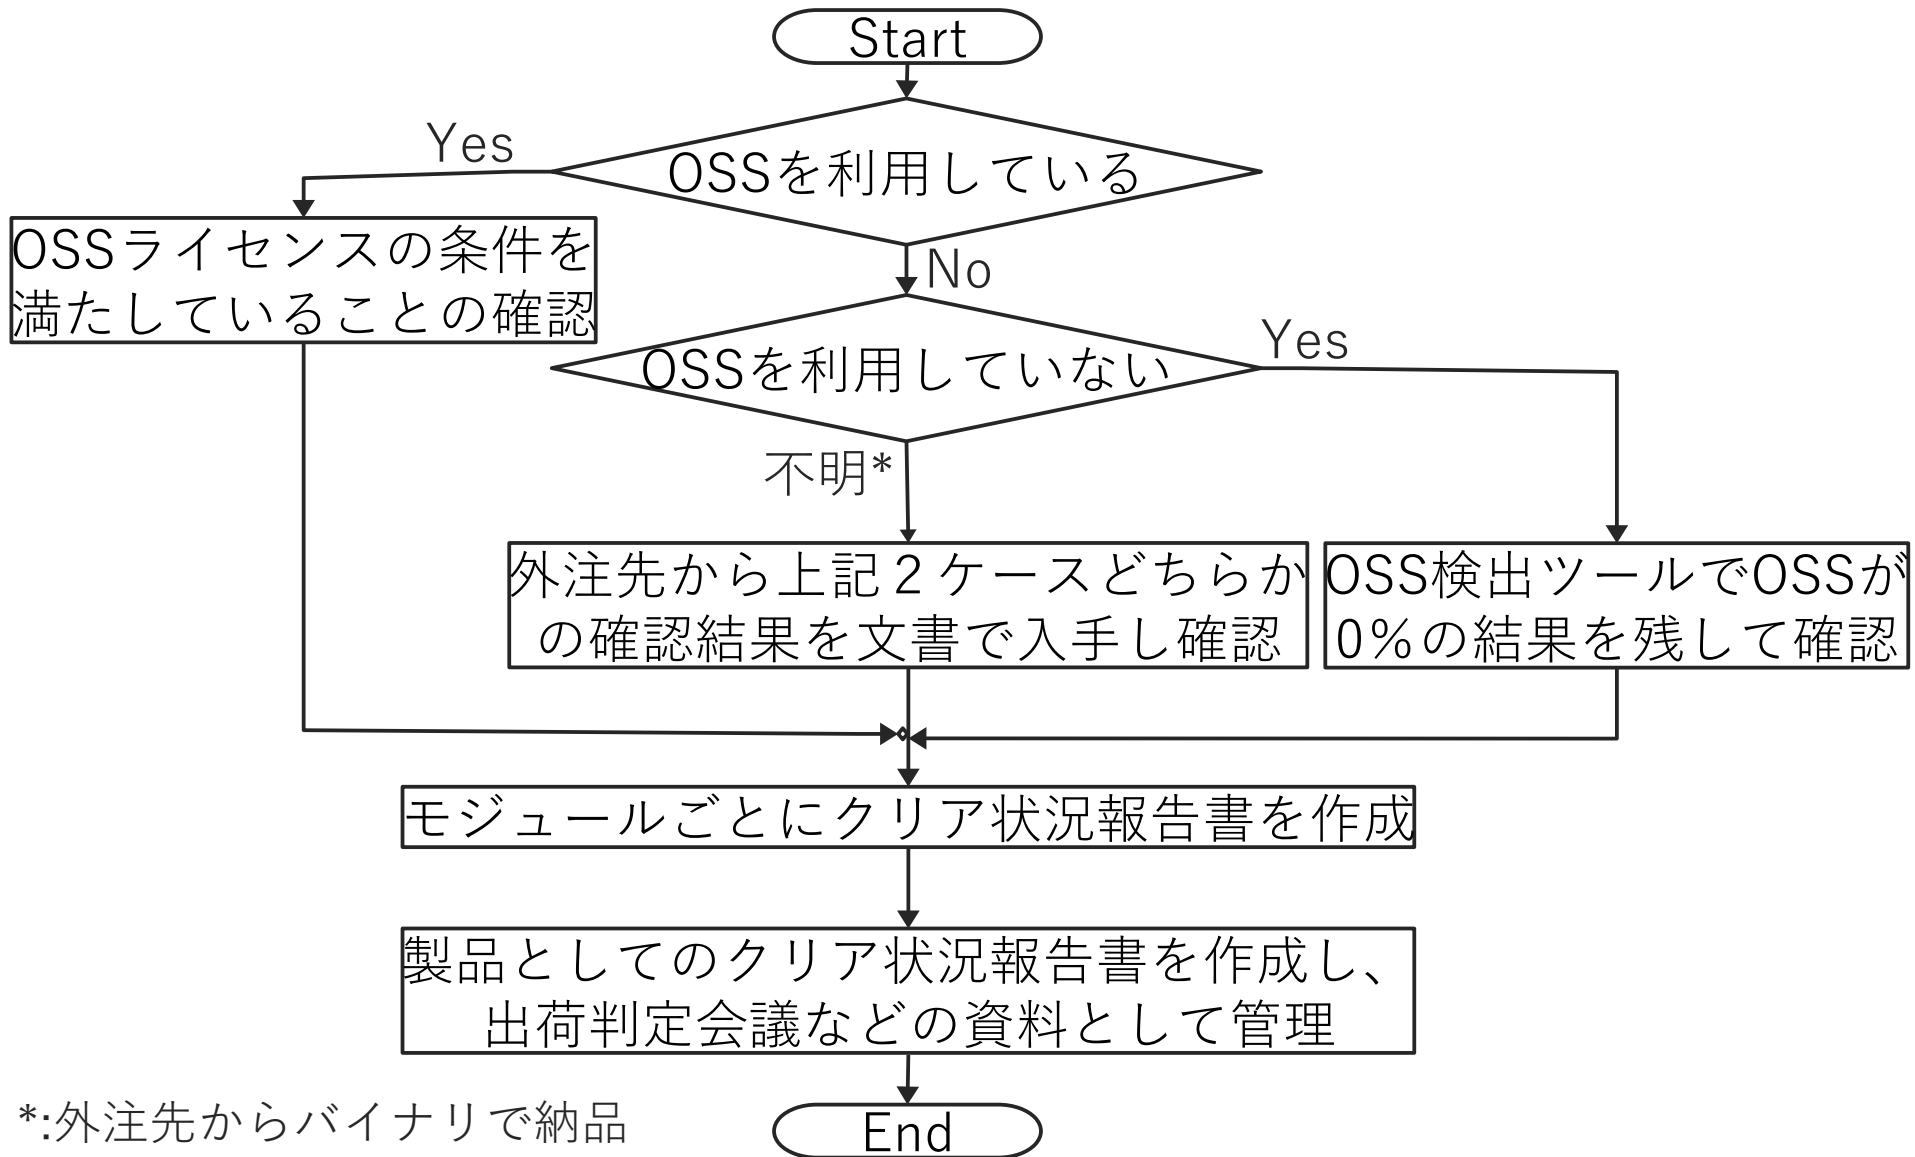 Start
Yes
OSSを利用している
OSSライセンスの条件を
満たしていることの確認
No
Yes
OSSを利用していない
不明*
外注先から上記２ケースどちらか
の確認結果を文書で入手し確認
OSS検出ツールでOSSが
0％の結果を残して確認
モジュールごとにクリア状況報告書を作成
製品としてのクリア状況報告書を作成し、
出荷判定会議などの資料として管理
*:外注先からバイナリで納品
End